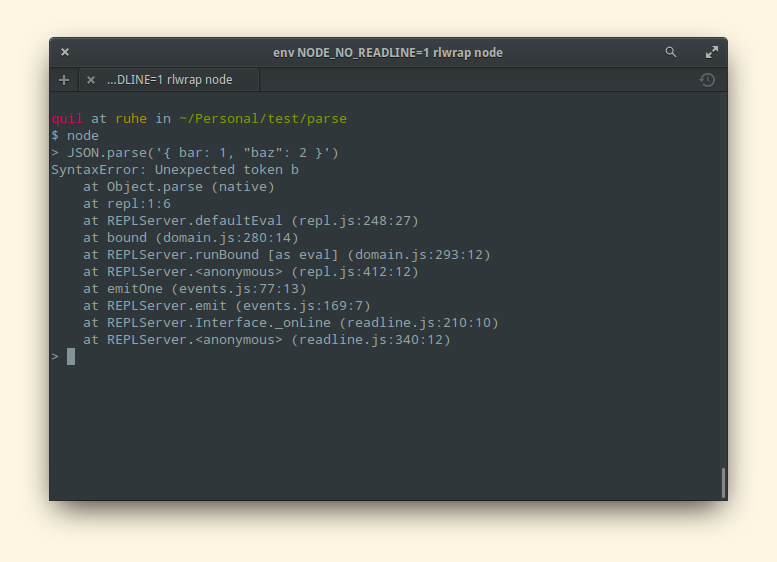 env NODE_NO_READLINE=1 rlwrap node
...DLINE=1 rlwrap node
quil at ruhe in ~/Personal/test/parse
$ node
> JSON.parse('{ bar: 1, "baz": 2 }')
SyntaxError: Unexpected token b
    at Object.parse (native)
    at repl:1:6
    at REPLServer.defaultEval (repl.js:248:27)
    at bound (domain.js:280:14)
    at REPLServer.runBound [as eval] (domain.js:293:12)
    at REPLServer.<anonymous> (repl.js:412:12)
    at emitOne (events.js:77:13)
    at REPLServer.emit (events.js:169:7)
    at REPLServer.Interface._onLine (readline.js:210:10)
    at REPLServer.<anonymous> (readline.js:340:12)
>